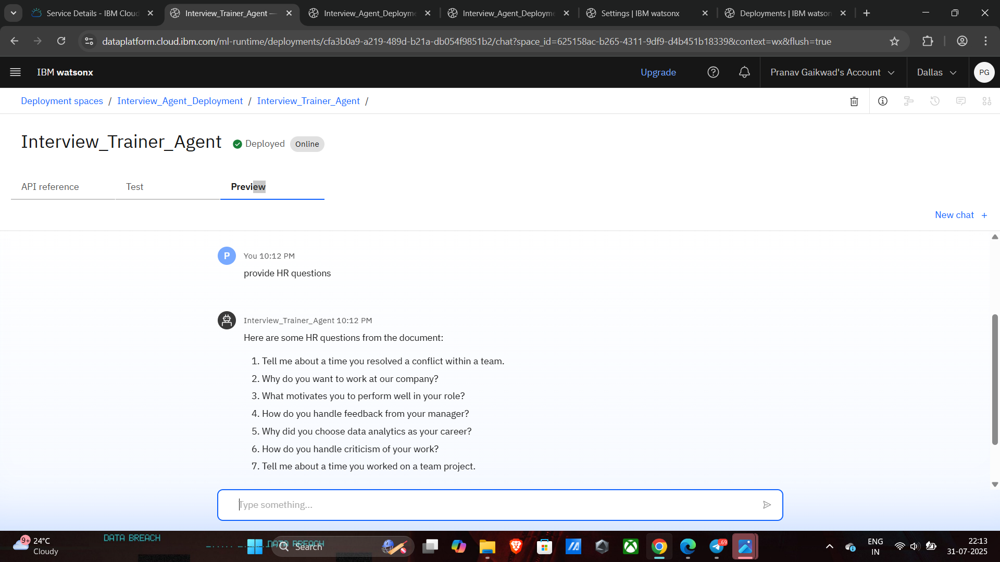 Service Details - IBM Cloud
Interview_Trainer_Agent —
Interview_Agent_Deployme
Interview_Agent_Deployme
Settings | IBM watsonx
Deployments | IBM watson
dataplatform.cloud.ibm.com/ml-runtime/deployments/cfa3b0a9-a219-489d-b21a-db054f9851b2/chat?space_id=625158ac-b265-4311-9df9-d4b451b18339&context=wx&flush=true
IBM watsonx
Upgrade
Pranav Gaikwad's Account
Dallas
PG
Deployment spaces / Interview_Agent_Deployment / Interview_Trainer_Agent /
Interview_Trainer_Agent
Deployed
Online
API reference
Test
Preview
New chat +
P
You 10:12 PM
provide HR questions
Interview_Trainer_Agent 10:12 PM
Here are some HR questions from the document:
1. Tell me about a time you resolved a conflict within a team.
2. Why do you want to work at our company?
3. What motivates you to perform well in your role?
4. How do you handle feedback from your manager?
5. Why did you choose data analytics as your career?
6. How do you handle criticism of your work?
7. Tell me about a time you worked on a team project.
Type something...
9+
24°C
Cloudy
DATA BREACH
DATA BREACH
Search
.69
ENG
IN
22:13
31-07-2025